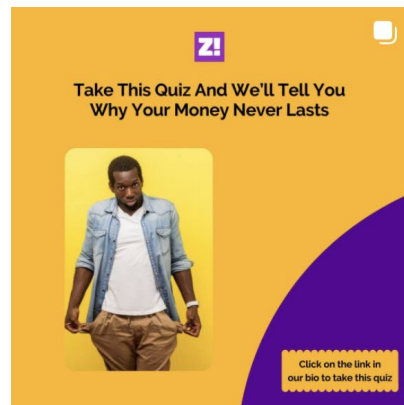 Z!
Take This Quiz And We'll Tell You
Why Your Money Never Lasts
Click on the link in
our bio to take this quiz